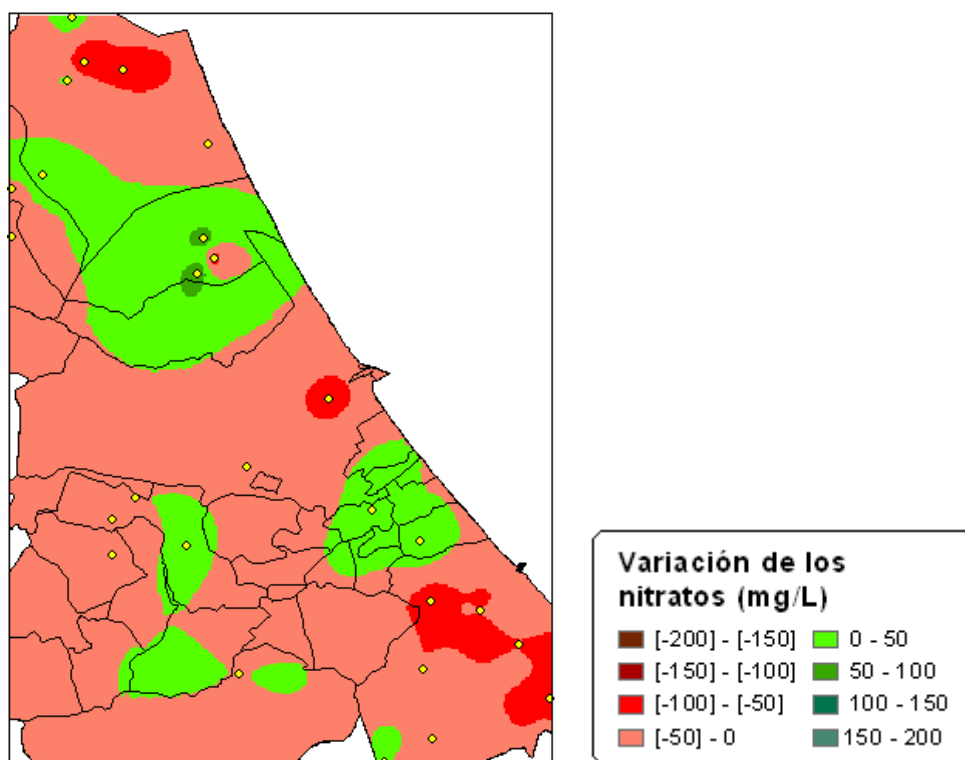 Variación de los
nitratos (mg/L)
[-200] - [-150] 0 - 50
[-150] - [-100] 50 - 100
[-100] - [-50] 100 - 150
[-50] - 0 150 - 200